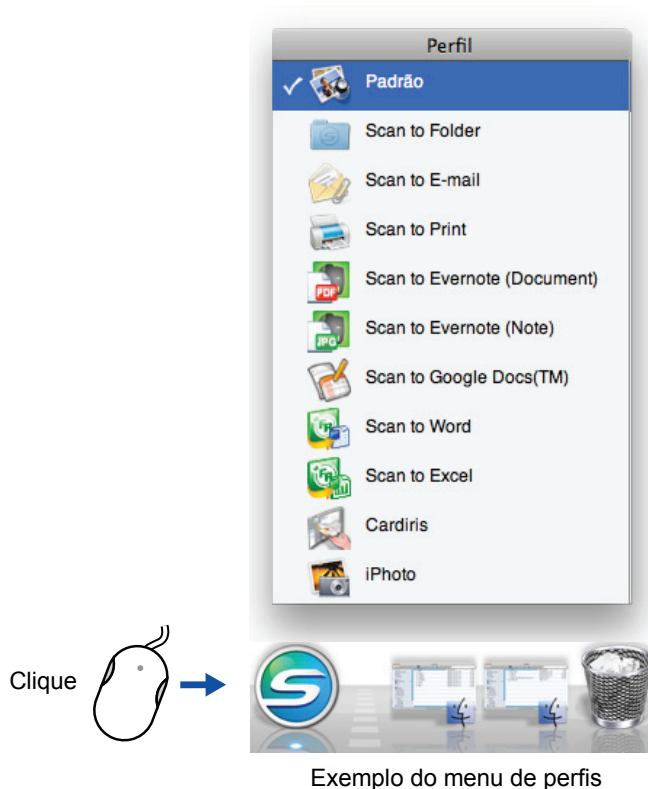 Perfil
Padrão
Scan to Folder
Scan to E-mail
Scan to Print
PDF
Scan to Evernote (Document)
JPG
Scan to Evernote (Note)
Scan to Google Docs(TM)
Scan to Word
Scan to Excel
Cardiris
iPhoto
Clique
Exemplo do menu de perfis